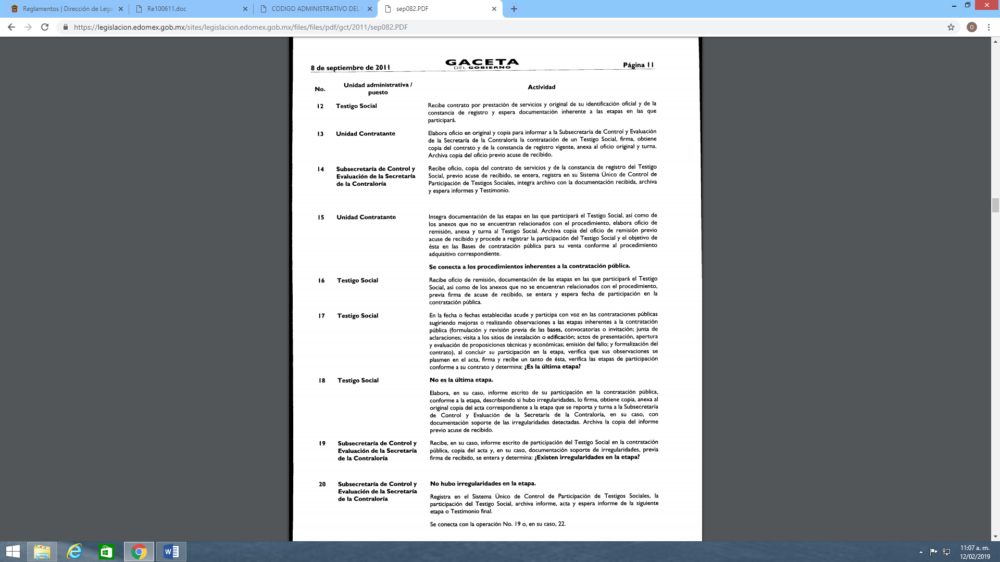 Reglamentos | Dirección de Lega
Re100611.doc
CODIGO ADMINISTRATIVO DEL
sep082.PDF
https://legislacion.edomex.gob.mx/sites/legislacion.edomex.gob.mx/files/files/pdf/gct/2011/sep082.PDF
O
8 de septiembre de 2011
GACETA
DEL GOBIERNO
Página 11
No.
Unidad administrativa /
puesto
Actividad
12 Testigo Social
Recibe contrato por prestación de servicios y original de su identificación oficial y de la
constancia de registro y espera documentación inherente a las etapas en las que
participará.
13 Unidad Contratante
Elabora oficio en original y copia para informar a la Subsecretaría de Control y Evaluación
de la Secretaría de la Contraloría la contratación de un Testigo Social, firma, obtiene
copia del contrato y de la constancia de registro vigente, anexa al oficio original y turna.
Archiva copia del oficio previo acuse de recibido.
14 Subsecretaría de Control y
Evaluación de la Secretaría
de la Contraloría
Recibe oficio, copia del contrato de servicios y de la constancia de registro del Testigo
Social, previo acuse de recibido, se entera, registra en su Sistema Único de Control de
Participación de Testigos Sociales, integra archivo con la documentación recibida, archiva
y espera informes y Testimonio.
15 Unidad Contratante
Integra documentación de las etapas en las que participará el Testigo Social, así como de
los anexos que no se encuentran relacionados con el procedimiento, elabora oficio de
remisión, anexa y turna al Testigo Social. Archiva copia del oficio de remisión previo
acuse de recibido y procede a registrar la participación del Testigo Social y el objetivo de
ésta en las Bases de contratación pública para su venta conforme al procedimiento
adquisitivo correspondiente.
Se conecta a los procedimientos inherentes a la contratación pública.
16 Testigo Social
Recibe oficio de remisión, documentación de las etapas en las que participará el Testigo
Social, así como de los anexos que no se encuentran relacionados con el procedimiento,
previa firma de acuse de recibido, se entera y espera fecha de participación en la
contratación pública.
17 Testigo Social
En la fecha o fechas establecidas acude y participa con voz en las contrataciones públicas
sugiriendo mejoras o realizando observaciones a las etapas inherentes a la contratación
pública (formulación y revisión previa de las bases, convocatorias o invitación; junta de
aclaraciones; visita a los sitios de instalación o edificación; actos de presentación, apertura
y evaluación de proposiciones técnicas y económicas; emisión del fallo; y formalización del
contrato), al concluir su participación en la etapa, verifica que sus observaciones se
plasmen en el acta, firma y recibe un tanto de ésta, verifica las etapas de participación
conforme a su contrato y determina: ¿Es la última etapa?
18 Testigo Social
No es la última etapa.
Elabora, en su caso, informe escrito de su participación en la contratación pública,
conforme a la etapa, describiendo si hubo irregularidades, lo firma, obtiene copia, anexa al
original copia del acta correspondiente a la etapa que se reporta y turna a la Subsecretaría
de Control y Evaluación de la Secretaría de la Contraloría, en su caso, con
documentación soporte de las irregularidades detectadas. Archiva la copia del informe
previo acuse de recibido.
19 Subsecretaría de Control y
Evaluación de la Secretaría
de la Contraloría
Recibe, en su caso, informe escrito de participación del Testigo Social en la contratación
pública, copia del acta y, en su caso, documentación soporte de irregularidades, previa
firma de recibido, se entera y determina: ¿Existen irregularidades en la etapa?
20 Subsecretaría de Control y
Evaluación de la Secretaría
de la Contraloría
No hubo irregularidades en la etapa.
Registra en el Sistema Único de Control de Participación de Testigos Sociales, la
participación del Testigo Social, archiva informe, acta y espera informe de la siguiente
etapa o Testimonio final.
Se conecta con la operación No. 19 o, en su caso, 22.
11:07 a. m.
12/02/2019